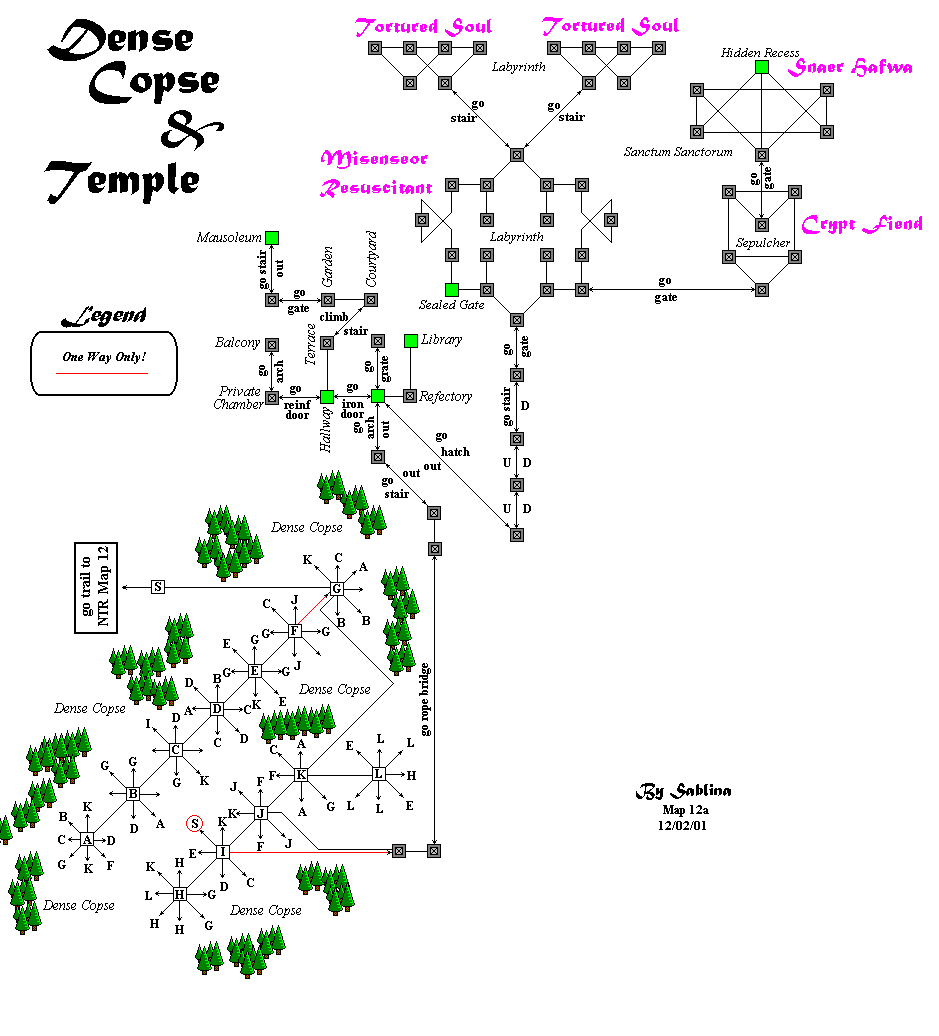 Dense
Copse
&
Temple
Tortured Soul
Tortured Soul
Labyrinth
go
stair
go
stair
Hidden Recess
Snaer Hafwa
Sanctum Sanctorum
go
gate
Misenseor
Resuscitant
Labyrinth
Crypt Fiend
Sepulcher
Sealed Gate
go
gate
Mausoleum
go stair
out
Garden
Courtyard
go
gate
climb
stair
Terrace
Legend
One Way Only!
Balcony
go
arch
Private
Chamber
go
reinf
door
Hallway
go
iron
door
go
grate
Library
Refectory
go
arch
out
go
hatch
out
out
go
stair
go
gate
go stair
D
U
D
U
D
Dense Copse
go trail to
NTR Map 12
S
K
C
A
G
B
B
C
J
G
F
G
J
E
G
G
E
G
K
E
Dense Copse
D
B
A
D
C
C
D
Dense Copse
I
D
C
G
K
G
G
B
D
A
B
K
C
A
D
G
K
F
go rope bridge
C
A
F
K
A
G
E
L
L
L
H
L
L
E
J
F
K
J
F
J
S
K
E
I
D
C
K
H
L
H
G
H
H
G
Dense Copse
Dense Copse
By Sablina
Map 12a
12/02/01